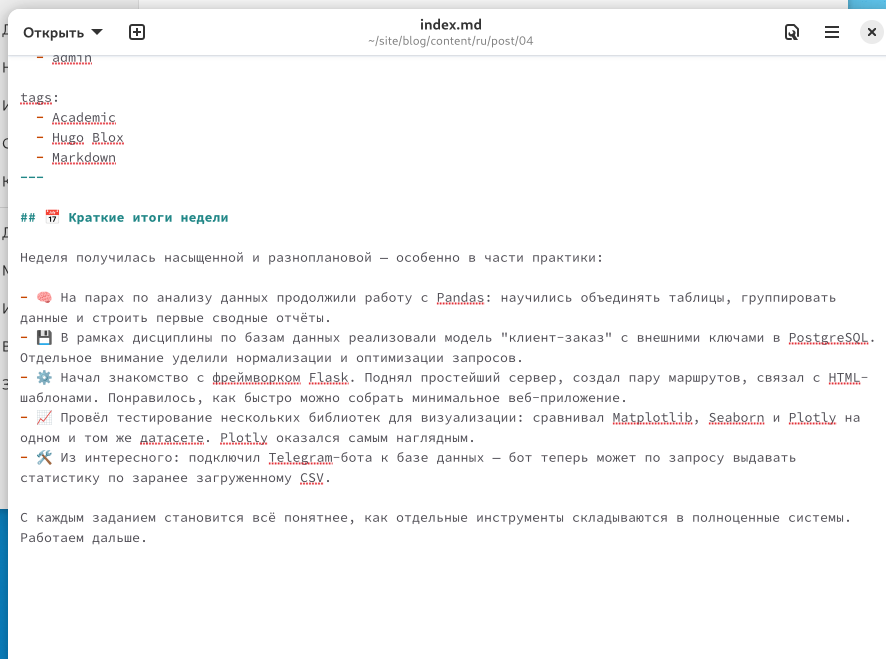 Открыть
index.md
~/site/blog/content/ru/post/04
- admin
tags:
- Academic
- Hugo Blox
- Markdown
---
## 📅 Краткие итоги недели
Неделя получилась насыщенной и разноплановой — особенно в части практики:
- 🧠 На парах по анализу данных продолжили работу с Pandas: научились объединять таблицы, группировать
данные и строить первые сводные отчёты.
- 💾 В рамках дисциплины по базам данных реализовали модель "клиент-заказ" с внешними ключами в PostgreSQL.
Отдельное внимание уделили нормализации и оптимизации запросов.
- ⚙️ Начал знакомство с фреймворком Flask. Поднял простейший сервер, создал пару маршрутов, связал с HTML-
шаблонами. Понравилось, как быстро можно собрать минимальное веб-приложение.
- 📈 Провёл тестирование нескольких библиотек для визуализации: сравнивал Matplotlib, Seaborn и Plotly на
одном и том же датасете. Plotly оказался самым наглядным.
- 🛠️ Из интересного: подключил Telegram-бота к базе данных — бот теперь может по запросу выдавать
статистику по заранее загруженному CSV.
С каждым заданием становится всё понятнее, как отдельные инструменты складываются в полноценные системы.
Работаем дальше.